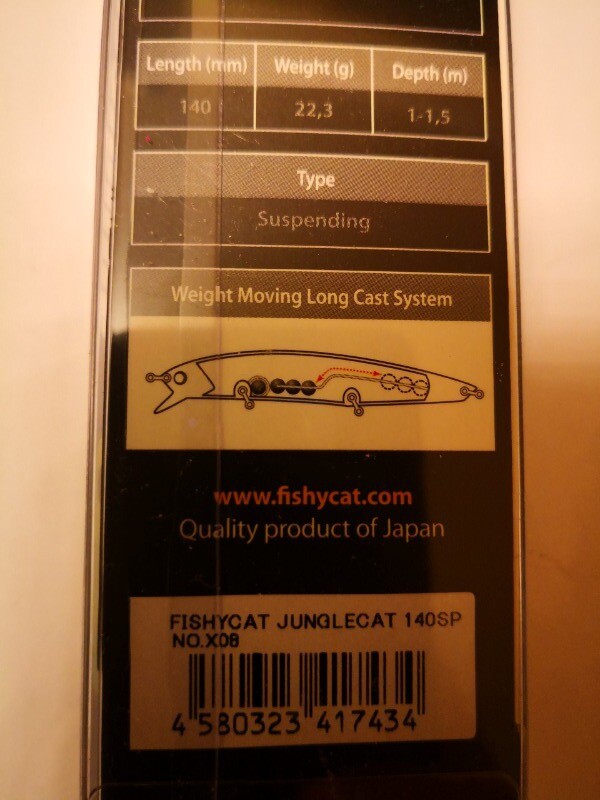 Length (mm) Weight (g) Depth (m)
140 22,3 1-1,5
Type
Suspending
Weight Moving Long Cast System
www.fishycat.com
Quality product of Japan
FISHYCAT JUNGLECAT 140SP
NO.X08
4 580323 417434